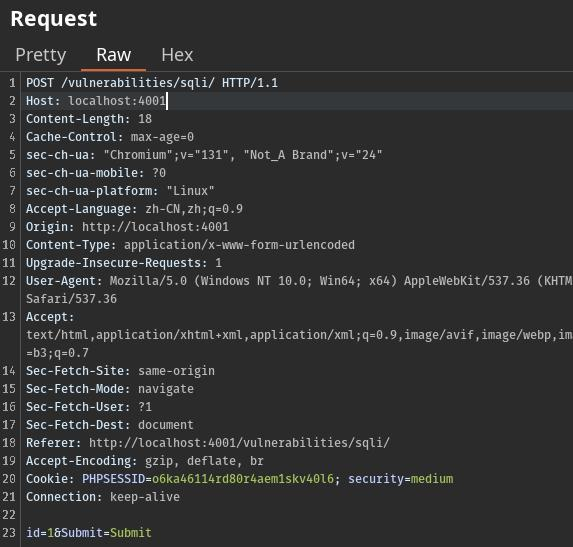 Request
Pretty Raw Hex
1 POST /vulnerabilities/sqli/ HTTP/1.1
2 Host: localhost:4001
3 Content-Length: 18
4 Cache-Control: max-age=0
5 sec-ch-ua: "Chromium";v="131", "Not_A Brand";v="24"
6 sec-ch-ua-mobile: ?0
7 sec-ch-ua-platform: "Linux"
8 Accept-Language: zh-CN,zh;q=0.9
9 Origin: http://localhost:4001
10 Content-Type: application/x-www-form-urlencoded
11 Upgrade-Insecure-Requests: 1
12 User-Agent: Mozilla/5.0 (Windows NT 10.0; Win64; x64) AppleWebKit/537.36 (KHTM
Safari/537.36
13 Accept:
text/html,application/xhtml+xml,application/xml;q=0.9,image/avif,image/webp,im
=b3;q=0.7
14 Sec-Fetch-Site: same-origin
15 Sec-Fetch-Mode: navigate
16 Sec-Fetch-User: ?1
17 Sec-Fetch-Dest: document
18 Referer: http://localhost:4001/vulnerabilities/sqli/
19 Accept-Encoding: gzip, deflate, br
20 Cookie: PHPSESSID=o6ka46114rd80r4aem1skv40l6; security=medium
21 Connection: keep-alive
22
23 id=1&Submit=Submit